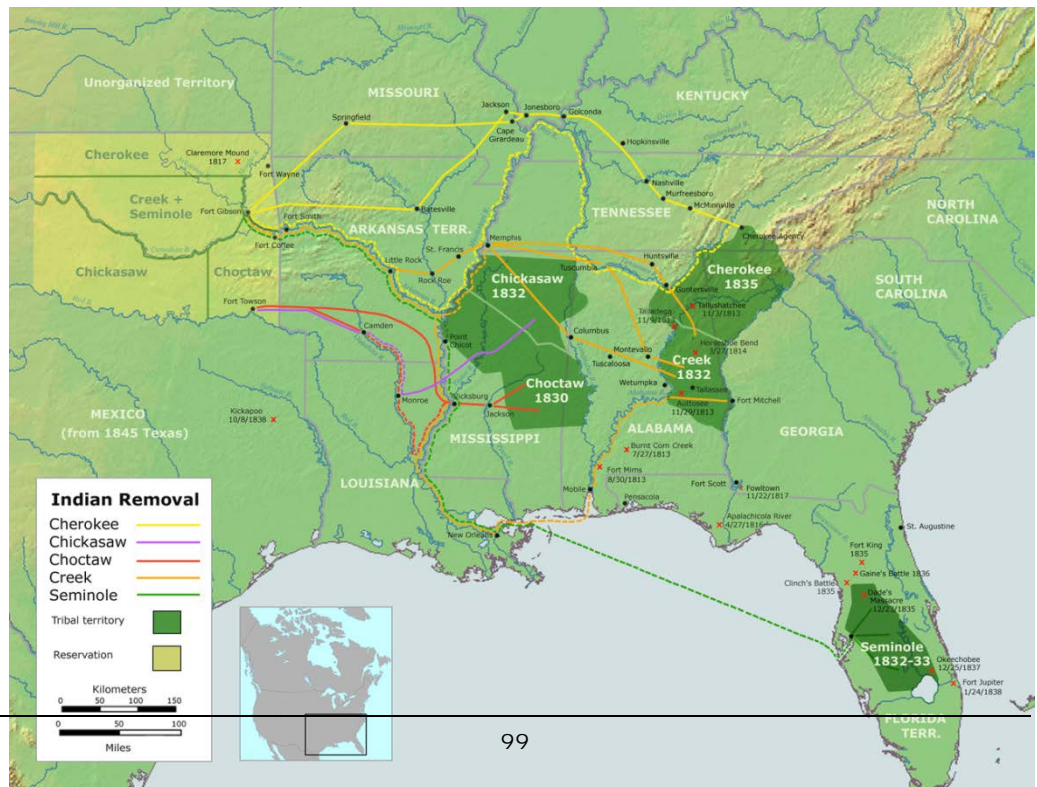 Unorganized Territory
MISSOURI
KENTUCKY
Jackson
Jonesboro
Golconda
Cape
Girardeau
Springfield
Hopkinsville
Cherokee
Claremore Mound
1817
Fort Wayne
Nashville
Murfreesboro
McMinnville
Creek +
Seminole
Fort Gibson
Fort Smith
Batesville
TENNESSEE
NORTH
CAROLINA
ARKANSAS TERR.
Fort Coffee
Cherokee Agency
St. Francis
Memphis
Canadian R.
Chickasaw
Choctaw
Little Rock
Rock Roe
Tuscumbia
Huntsville
Cherokee
1835
SOUTH
CAROLINA
Chickasaw
1832
Guntersville
Red R.
Fort Towson
Tallushatchee
11/3/1813
Talladega
Camden
Columbus
Point
Chicot
Horseshoe Bend
3/27/1814
Montevallo
Tuscaloosa
Creek
1832
Choctaw
1830
Wetumpka
Tallassee
Monroe
Vicksburg
Jackson
Auttosee
11/29/1813
Fort Mitchell
MEXICO
(from 1845 Texas)
Kickapoo
10/8/1838
MISSISSIPPI
ALABAMA
GEORGIA
Burnt Corn Creek
7/27/1813
Fort Mims
8/30/1813
LOUISIANA
Mobile
Fort Scott
Fowltown
11/22/1817
Pensacola
Apalachicola River
4/27/1816
New Orleans
St. Augustine
Fort King
1835
Gaine's Battle 1836
Clinch's Battle
1835
Dade's
Massacre
12/23/1835
Seminole
1832-33
Okeechobee
12/25/1837
Fort Jupiter
1/24/1838
FLORIDA
TERR.
Indian Removal
Cherokee
Chickasaw
Choctaw
Creek
Seminole
Tribal territory
Reservation
Kilometers
0 50 100 150
0 50 100
Miles
99